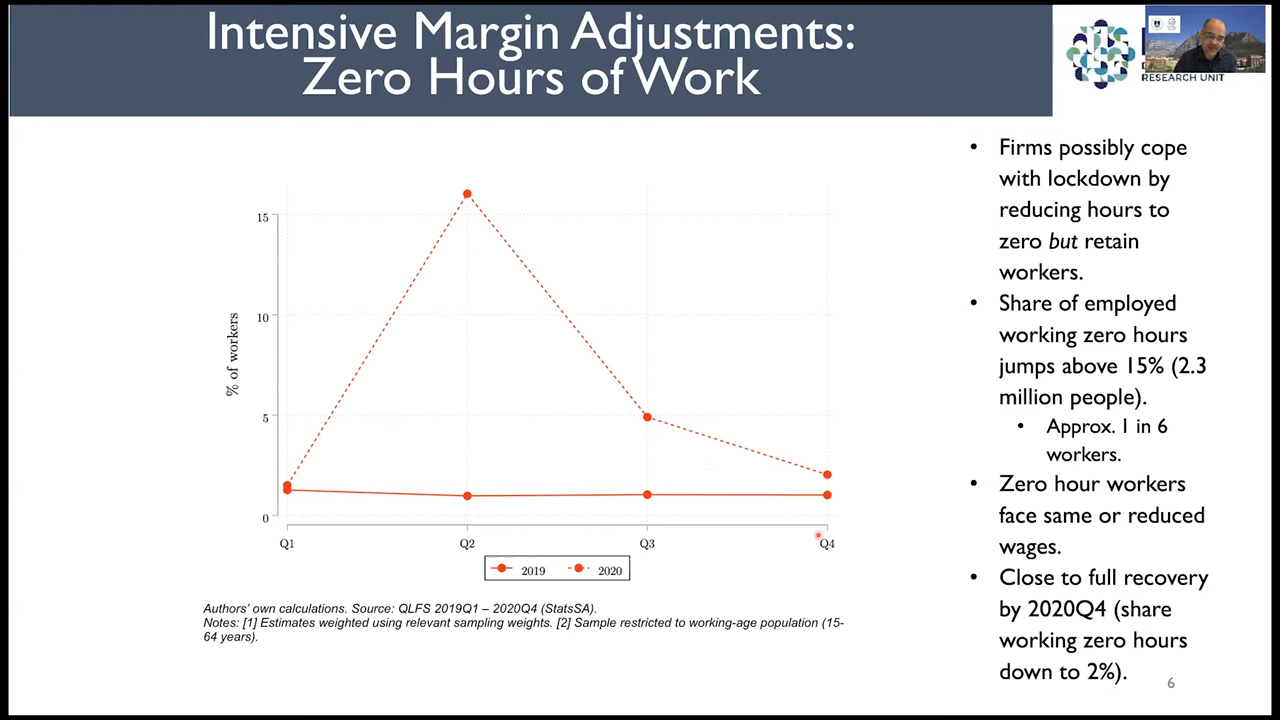 Intensive Margin Adjustments:
Zero Hours of Work
RESEARCH UNIT
15
10
5
0
% of workers
Q1
Q2
Q3
Q4
2019
2020
Authors' own calculations. Source: QLFS 2019Q1 – 2020Q4 (StatsSA).
Notes: [1] Estimates weighted using relevant sampling weights. [2] Sample restricted to working-age population (15-
64 years).
• Firms possibly cope
with lockdown by
reducing hours to
zero but retain
workers.
• Share of employed
working zero hours
jumps above 15% (2.3
million people).
• Approx. 1 in 6
workers.
• Zero hour workers
face same or reduced
wages.
• Close to full recovery
by 2020Q4 (share
working zero hours
down to 2%).
6